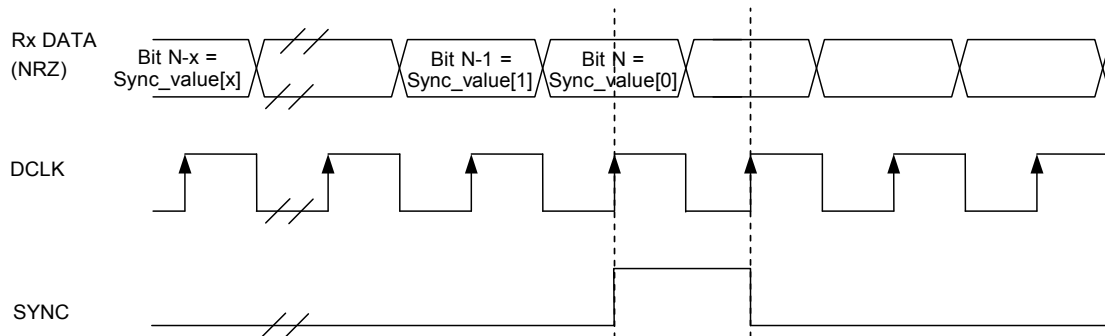 Rx DATA
(NRZ)
Bit N-x =
Sync_value[x]
Bit N-1 =
Sync_value[1]
Bit N =
Sync_value[0]
DCLK
SYNC